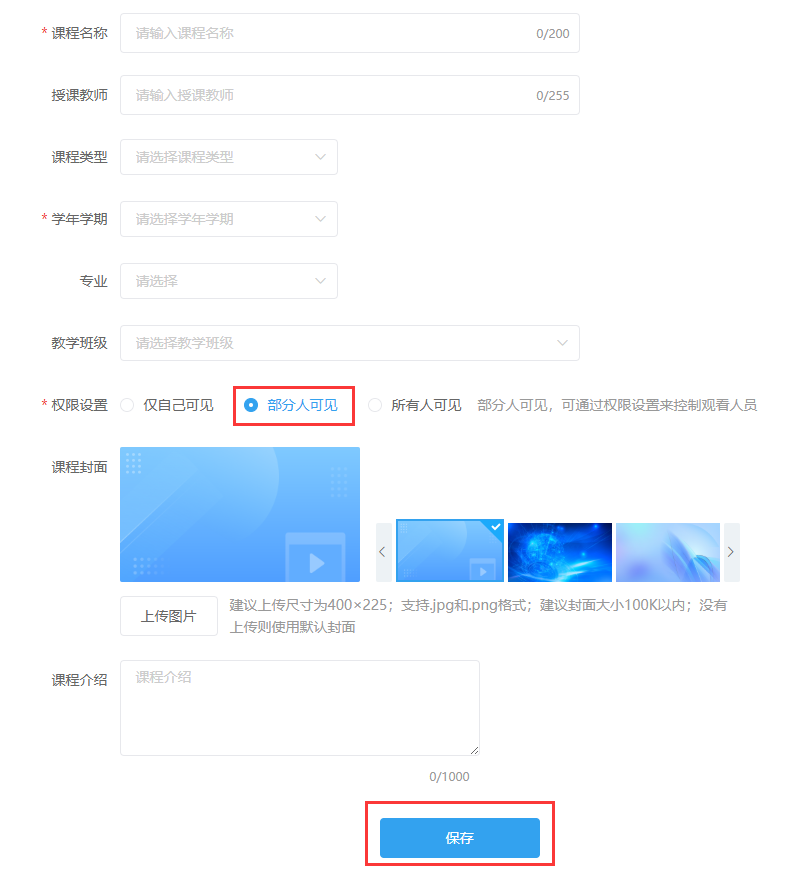 * 课程名称 请输入课程名称 0/200
授课教师 请输入授课教师 0/255
课程类型 请选择课程类型
* 学年学期 请选择学年学期
专业 请选择
教学班级 请选择教学班级
* 权限设置 仅自己可见 部分人可见 所有人可见 部分人可见，可通过权限设置来控制观看人员
课程封面
上传图片 建议上传尺寸为400×225；支持.jpg和.png格式；建议封面大小100K以内；没有
上传则使用默认封面
课程介绍 课程介绍
0/1000
保存